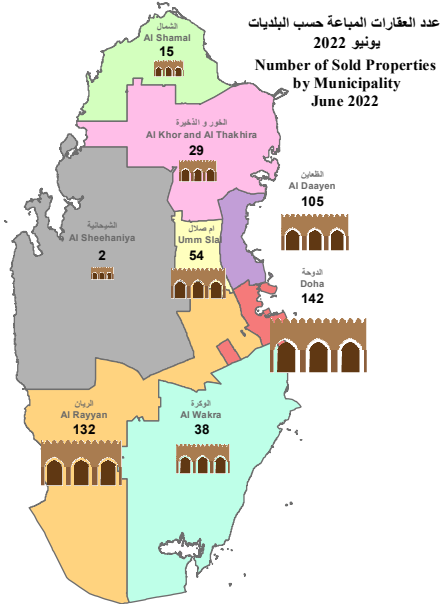 عدد العقارات المباعة حسب البلديات
يونيو 2022
Number of Sold Properties
by Municipality
June 2022
الشمال
Al Shamal
15
الخور و الذخيرة
Al Khor and Al Thakhira
29
الظعاين
Al Daayen
105
الشيحانية
Al Sheehaniya
2
ام صلال
Umm Sla
54
الدوحة
Doha
142
الريان
Al Rayyan
132
الوكرة
Al Wakra
38